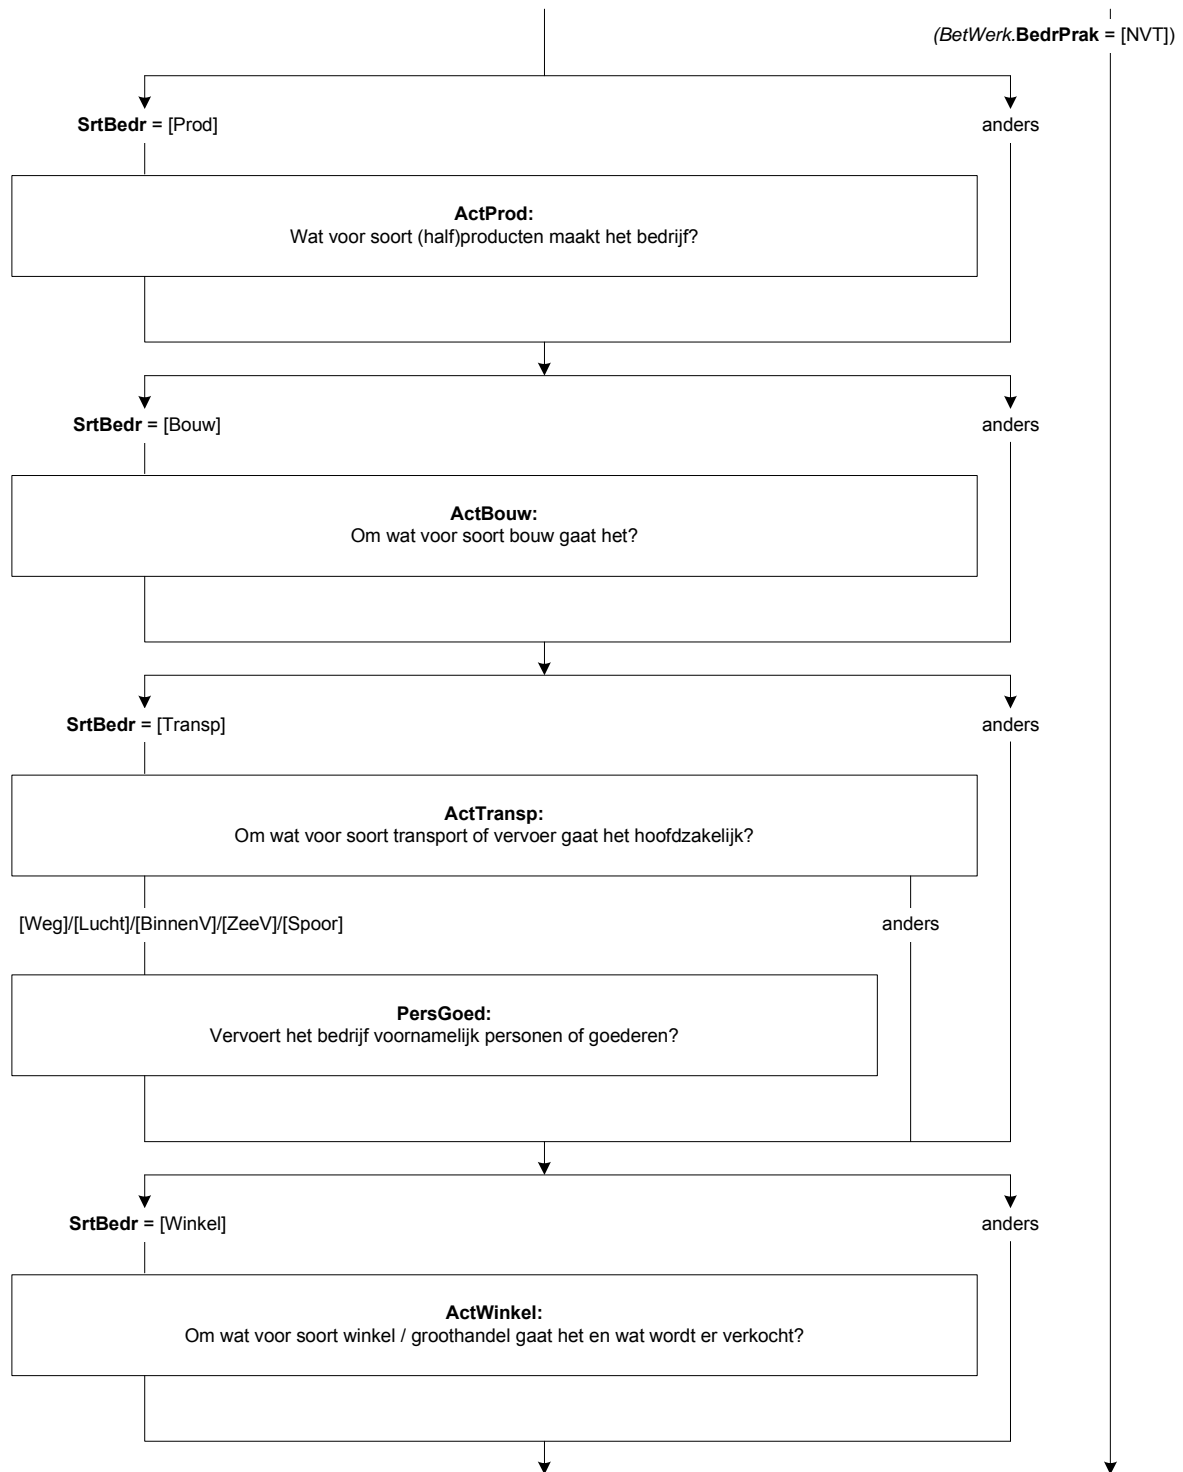 (BetWerk.BedrPrak = [NVT])
SrtBedr = [Prod]
anders
ActProd:
Wat voor soort (half)producten maakt het bedrijf?
SrtBedr = [Bouw]
anders
ActBouw:
Om wat voor soort bouw gaat het?
SrtBedr = [Transp]
anders
ActTransp:
Om wat voor soort transport of vervoer gaat het hoofdzakelijk?
[Weg]/[Lucht]/[BinnenV]/[ZeeV]/[Spoor]
anders
PersGoed:
Vervoert het bedrijf voornamelijk personen of goederen?
SrtBedr = [Winkel]
anders
ActWinkel:
Om wat voor soort winkel / groothandel gaat het en wat wordt er verkocht?